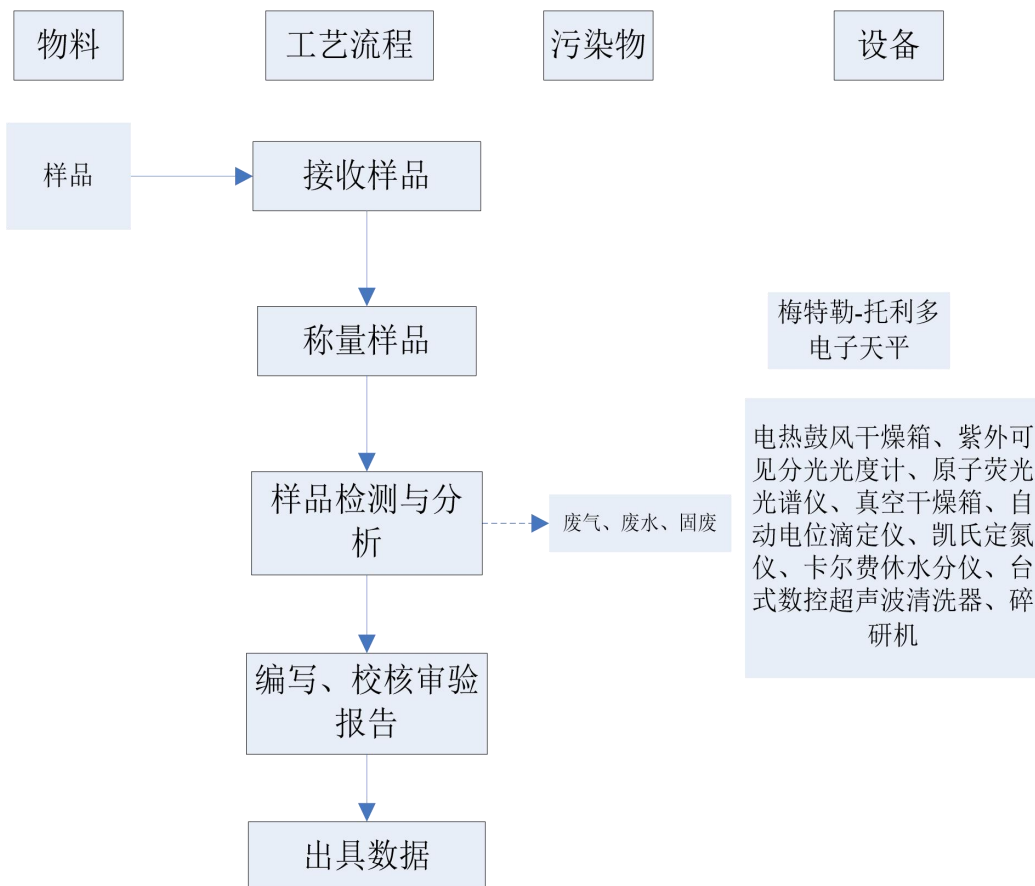 物料
工艺流程
污染物
设备
样品
接收样品
称量样品
梅特勒-托利多
电子天平
样品检测与分
析
废气、废水、固废
电热鼓风干燥箱、紫外可
见分光光度计、原子荧光
光谱仪、真空干燥箱、自
动电位滴定仪、凯氏定氮
仪、卡尔费休水分仪、台
式数控超声波清洗器、碎
研机
编写、校核审验
报告
出具数据